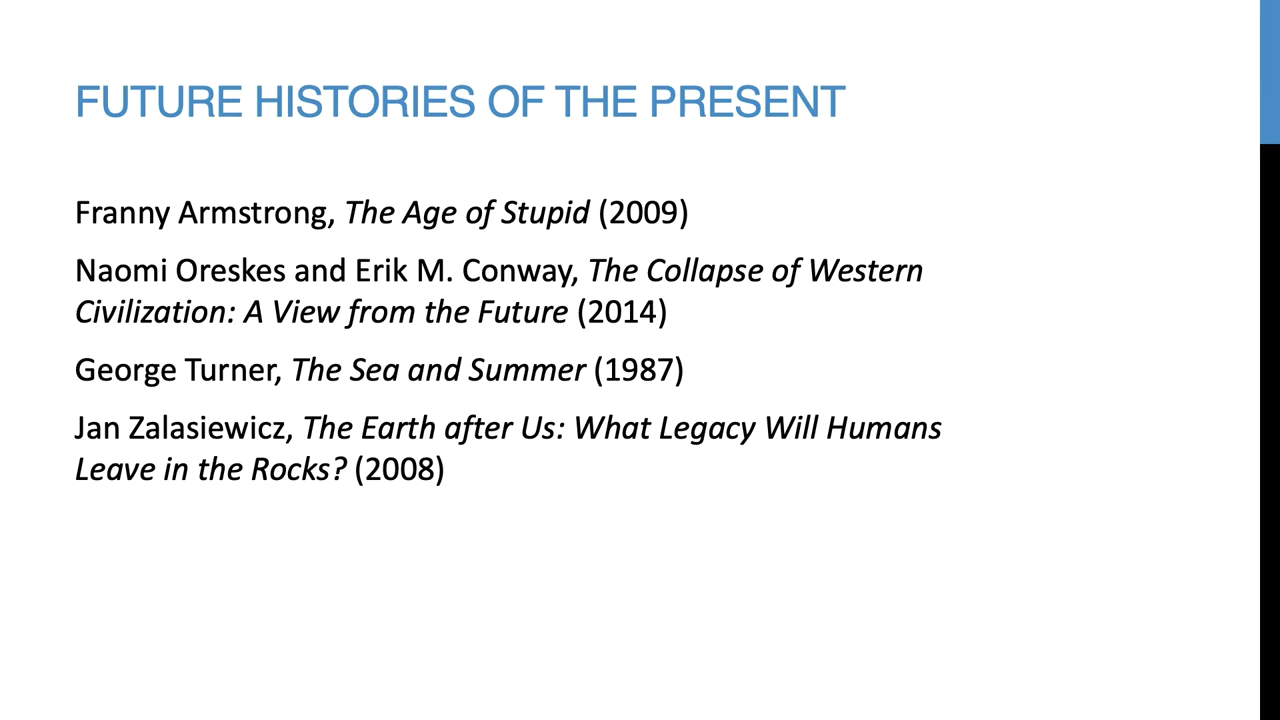 FUTURE HISTORIES OF THE PRESENT
Franny Armstrong, The Age of Stupid (2009)
Naomi Oreskes and Erik M. Conway, The Collapse of Western
Civilization: A View from the Future (2014)
George Turner, The Sea and Summer (1987)
Jan Zalasiewicz, The Earth after Us: What Legacy Will Humans
Leave in the Rocks? (2008)